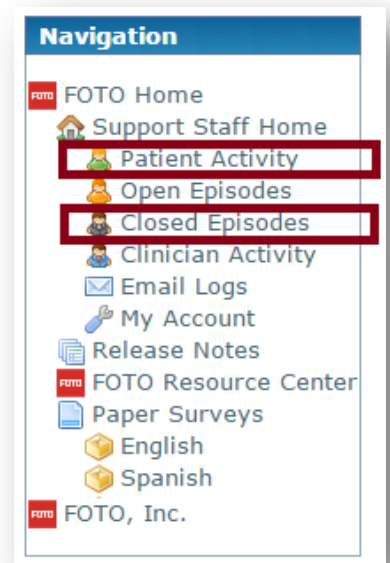 Navigation
FOTO FOTO Home
Support Staff Home
Patient Activity
Open Episodes
Closed Episodes
Clinician Activity
Email Logs
My Account
Release Notes
FOTO FOTO Resource Center
Paper Surveys
English
Spanish
FOTO FOTO, Inc.